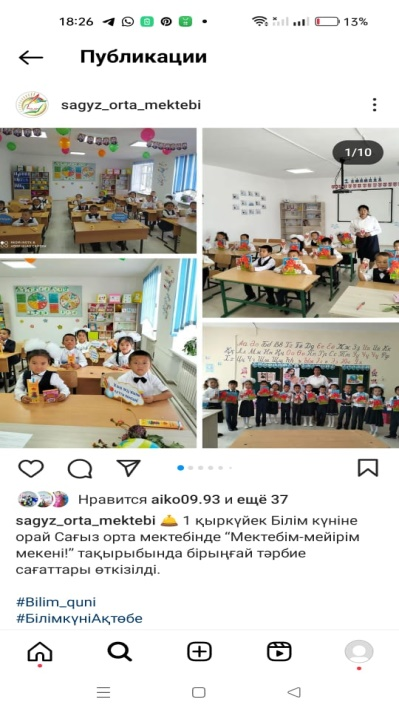 18:26
13%
Публикации
sagyz_orta_mektebi
1/10
Нравится aiko09.93 и ещё 37
sagyz_orta_mektebi 🛎️ 1 қыркүйек Білім күніне
орай Сағыз орта мектебінде “Мектебім-мейірім
мекені!” тақырыбында бірыңғай тәрбие
сағаттары өткізілді.
#Bilim_quni
#БілімкүніАқтөбе